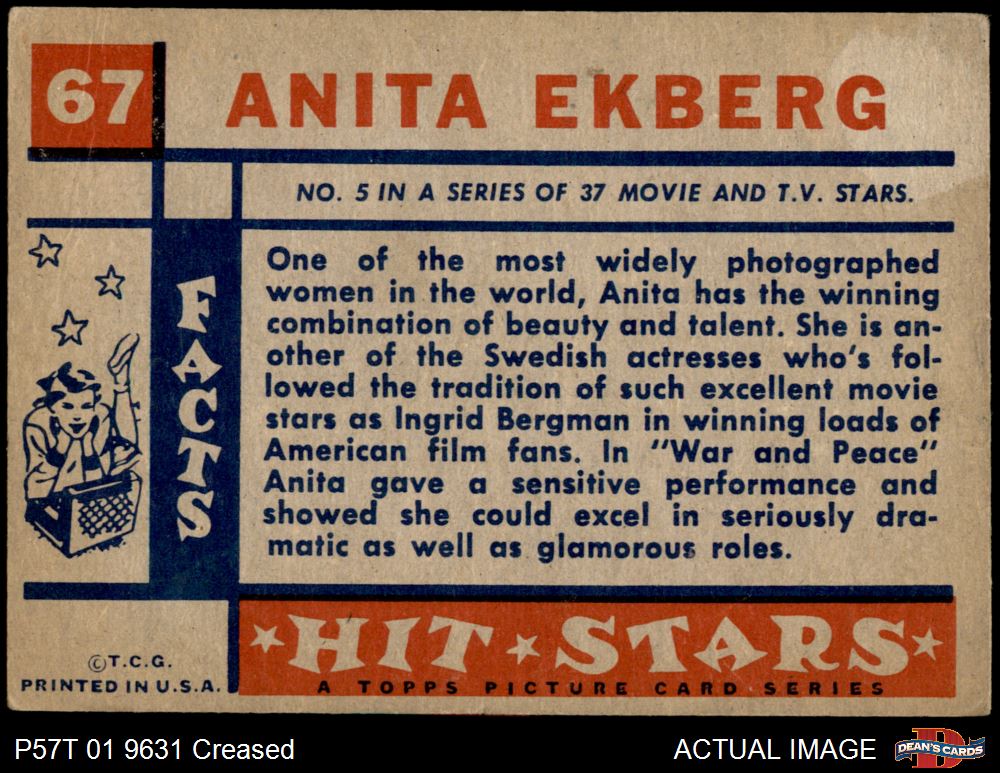 67
ANITA EKBERG
NO. 5 IN A SERIES OF 37 MOVIE AND T.V. STARS.
FACTS
One of the most widely photographed
women in the world, Anita has the winning
combination of beauty and talent. She is an-
other of the Swedish actresses who's fol-
lowed the tradition of such excellent movie
stars as Ingrid Bergman in winning loads of
American film fans. In "War and Peace"
Anita gave a sensitive performance and
showed she could excel in seriously dra-
matic as well as glamorous roles.
©T.C.G.
PRINTED IN U.S.A.
HIT STARS
A TOPPS PICTURE CARD SERIES
P57T 01 9631 Creased
ACTUAL IMAGE
DEAN'S CARDS